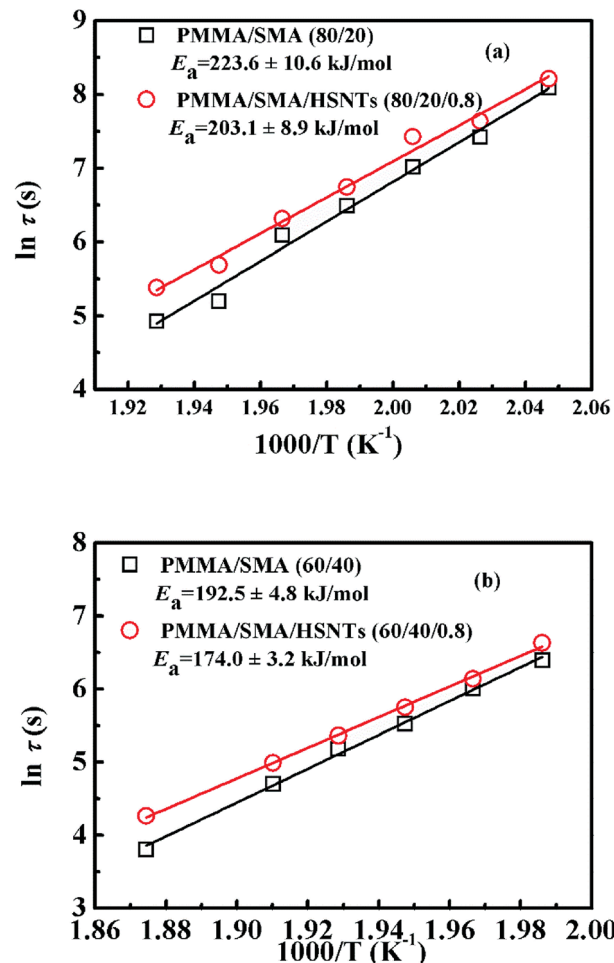 9
8
7
6
5
4
ln τ (s)
PMMA/SMA (80/20)
Ea=223.6 ± 10.6 kJ/mol
(a)
PMMA/SMA/HSNTs (80/20/0.8)
Ea=203.1 ± 8.9 kJ/mol
1.92 1.94 1.96 1.98 2.00 2.02 2.04 2.06
1000/T (K⁻¹)
8
7
6
5
4
3
ln τ (s)
PMMA/SMA (60/40)
Ea=192.5 ± 4.8 kJ/mol
(b)
PMMA/SMA/HSNTs (60/40/0.8)
Ea=174.0 ± 3.2 kJ/mol
1.86 1.88 1.90 1.92 1.94 1.96 1.98 2.00
1000/T (K⁻¹)